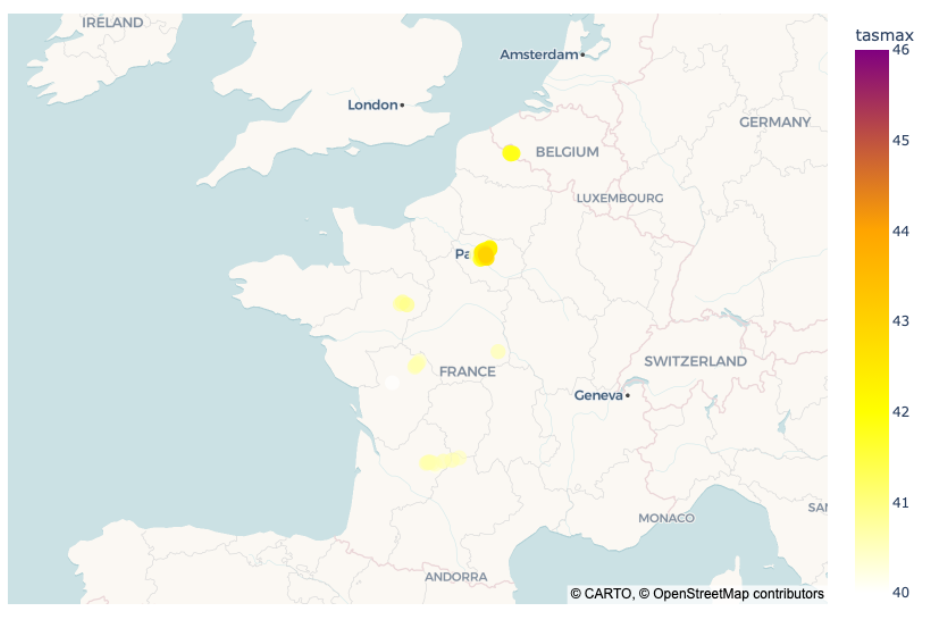 IRELAND
tasmax
46
Amsterdam
London
GERMANY
45
BELGIUM
LUXEMBOURG
44
Pa
43
SWITZERLAND
FRANCE
Geneva
42
41
SAN
MONACO
ANDORRA
40
© CARTO, © OpenStreetMap contributors